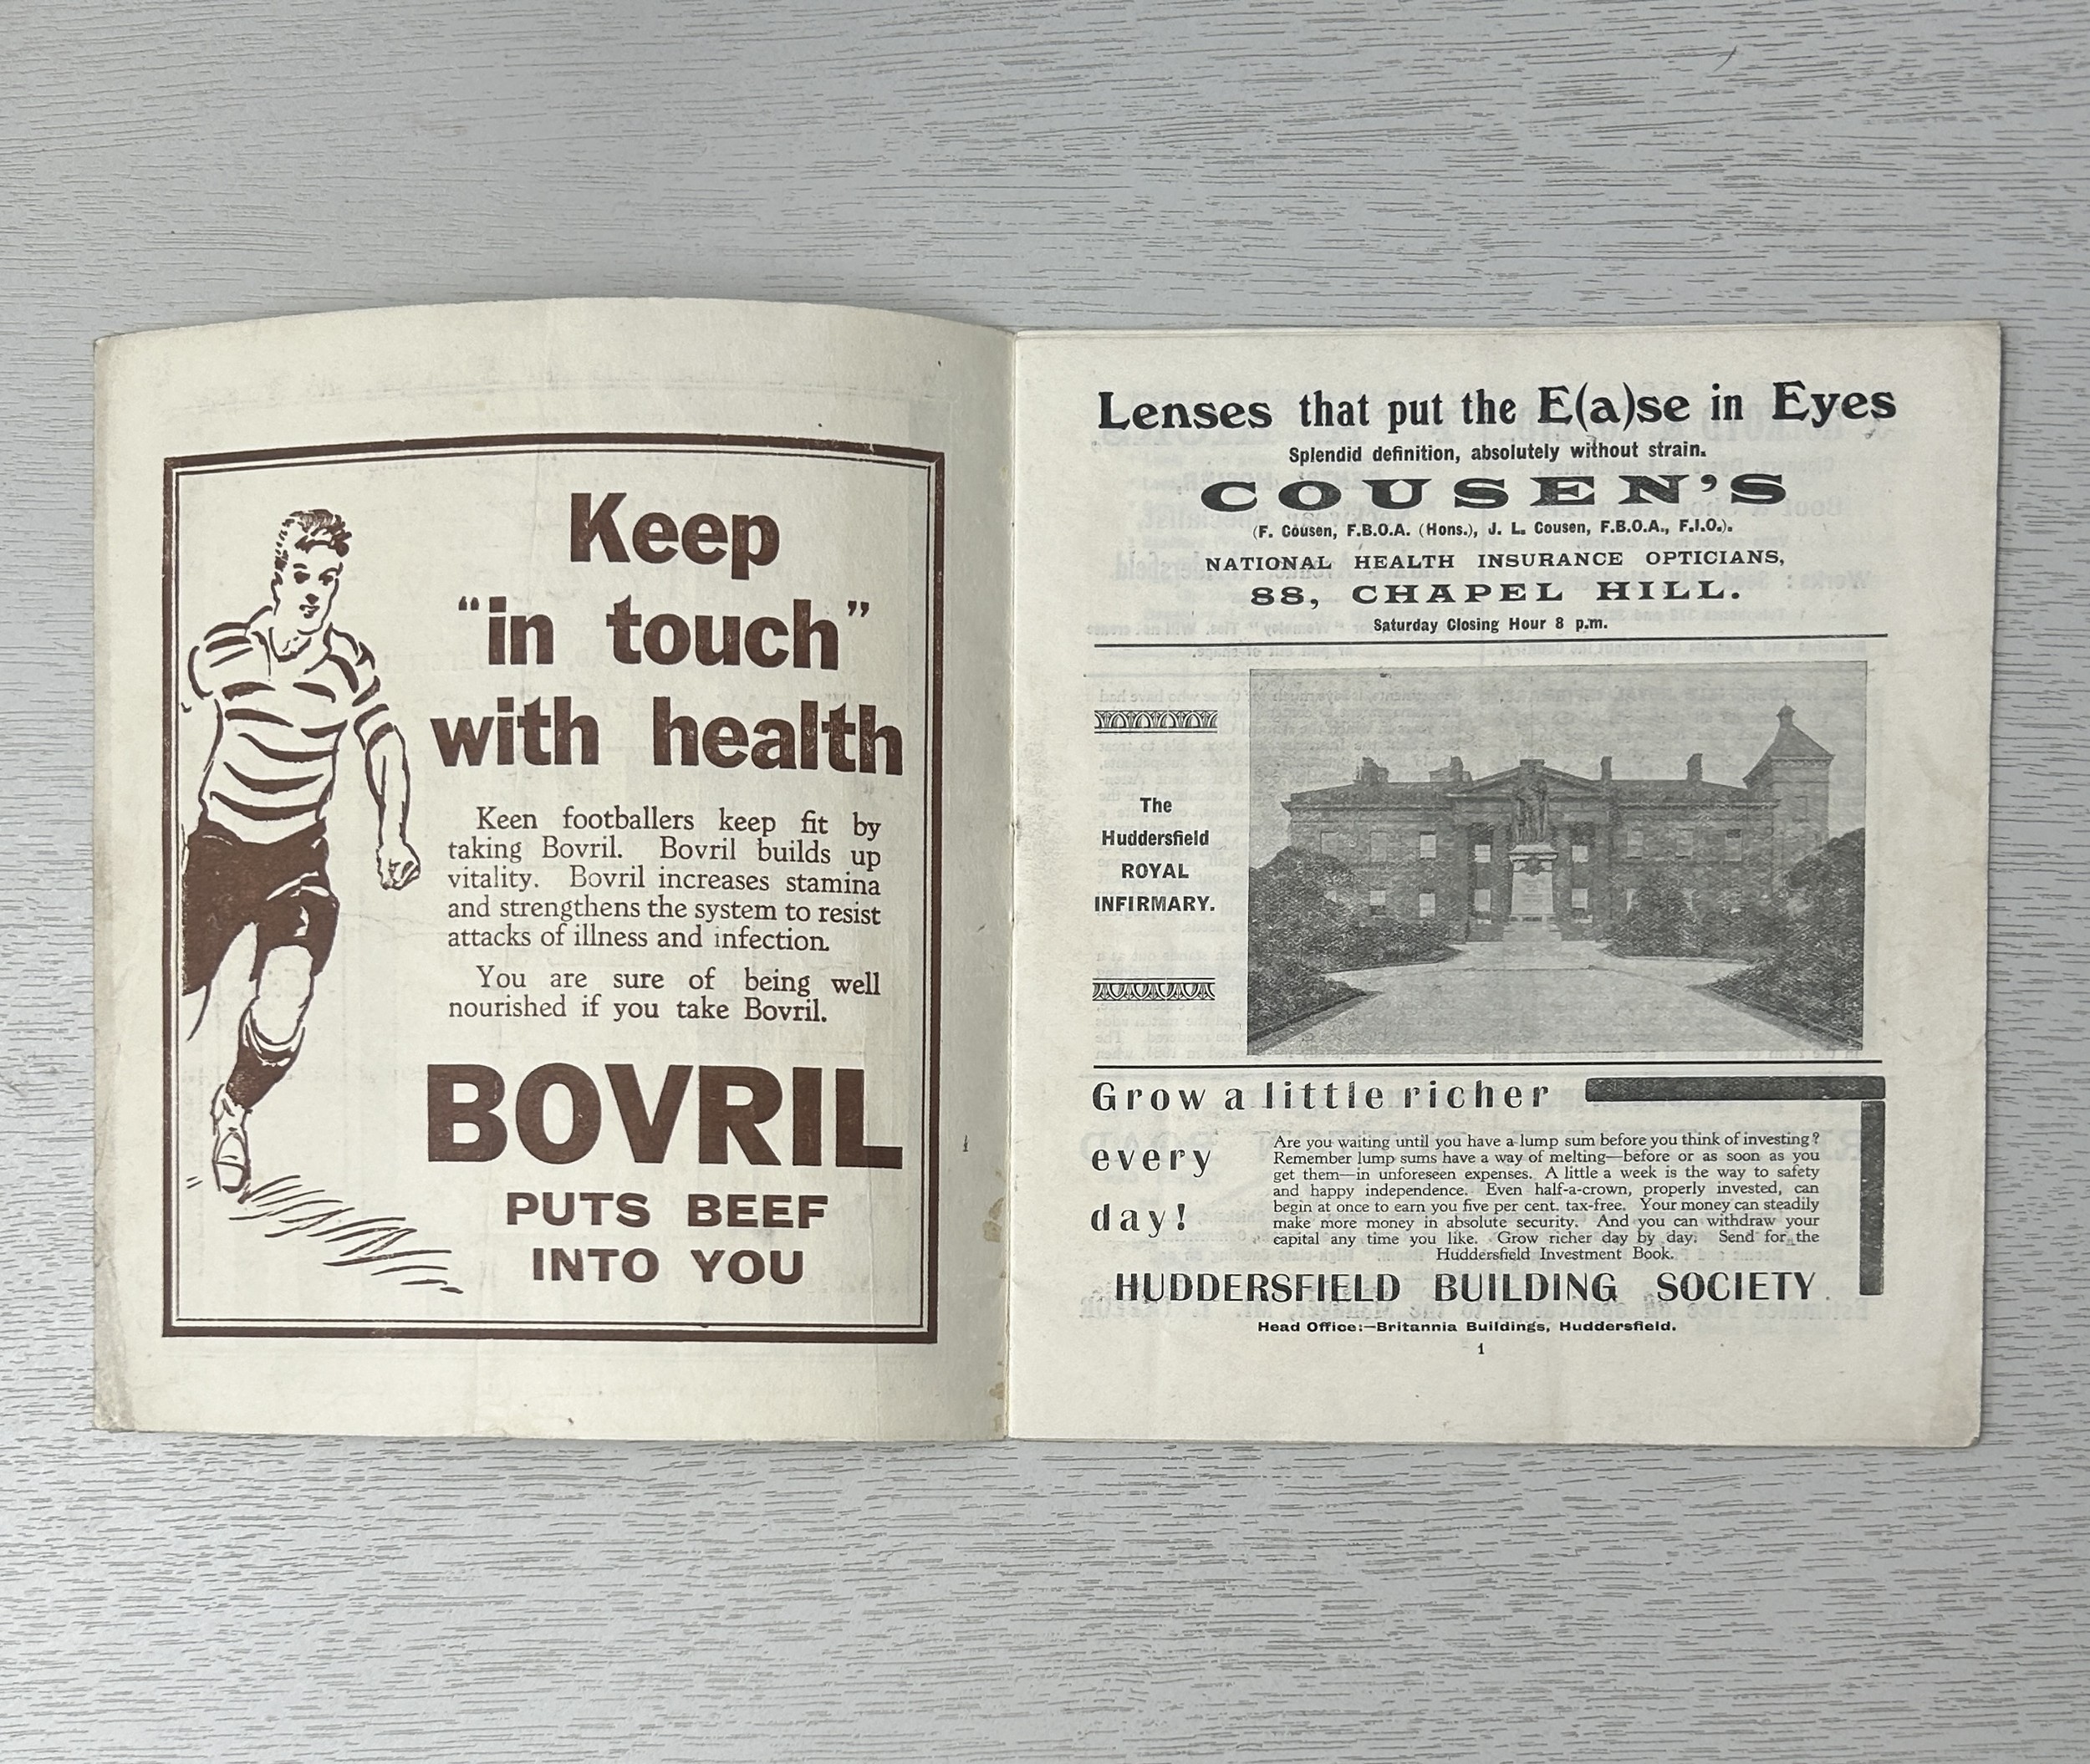 Keep
"in touch"
with health
Keen footballers keep fit by
taking Bovril. Bovril builds up
vitality. Bovril increases stamina
and strengthens the system to resist
attacks of illness and infection.
You are sure of being well
nourished if you take Bovril.
BOVRIL
PUTS BEEF
INTO YOU
Lenses that put the E(a)se in Eyes
Splendid definition, absolutely without strain.
COUSEN'S
(F. Cousen, F.B.O.A. (Hons.), J. L. Cousen, F.B.O.A., F.I.O.).
NATIONAL HEALTH INSURANCE OPTICIANS,
88, CHAPEL HILL.
Saturday Closing Hour 8 p.m.
The
Huddersfield
ROYAL
INFIRMARY.
Grow a little richer
every
day!
Are you waiting until you have a lump sum before you think of investing?
Remember lump sums have a way of melting—before or as soon as you
get them—in unforeseen expenses. A little a week is the way to safety
and happy independence. Even half-a-crown, properly invested, can
begin at once to earn you five per cent. tax-free. Your money can steadily
make more money in absolute security. And you can withdraw your
capital any time you like. Grow richer day by day. Send for the
Huddersfield Investment Book.
HUDDERSFIELD BUILDING SOCIETY
Head Office:—Britannia Buildings, Huddersfield.
1